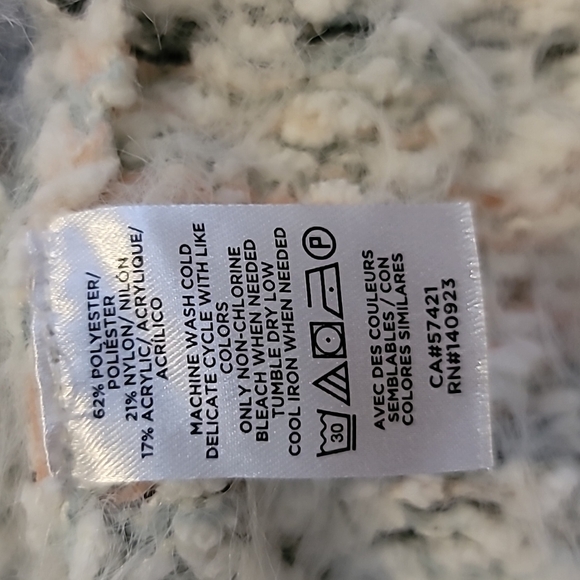 62% POLYESTER/
POLIÉSTER
21% NYLON/ NILÓN
17% ACRYLIC/ ACRYLIQUE/
ACRÍLICO
MACHINE WASH COLD
DELICATE CYCLE WITH LIKE
COLORS
ONLY NON-CHLORINE
BLEACH WHEN NEEDED
TUMBLE DRY LOW
COOL IRON WHEN NEEDED
30 P
AVEC DES COULEURS
SEMBLABLES / CON
COLORES SIMILARES
CA#57421
RN#140923